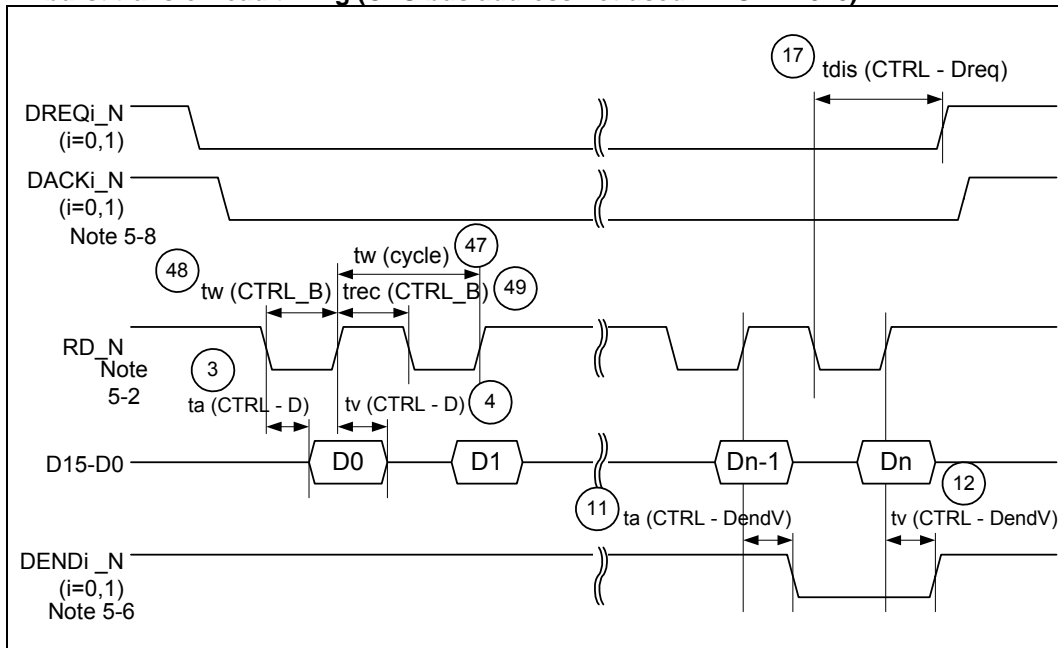 17
tdis (CTRL - Dreq)
DREQi_N
(i=0,1)
DACKi_N
(i=0,1)
Note 5-8
48
tw (cycle)
47
tw (CTRL_B)
trec (CTRL_B)
49
RD_N
Note
5-2
3
ta (CTRL - D)
tv (CTRL - D)
4
D15-D0
D0
D1
Dn-1
Dn
11
ta (CTRL - DendV)
12
tv (CTRL - DendV)
DENDi _N
(i=0,1)
Note 5-6